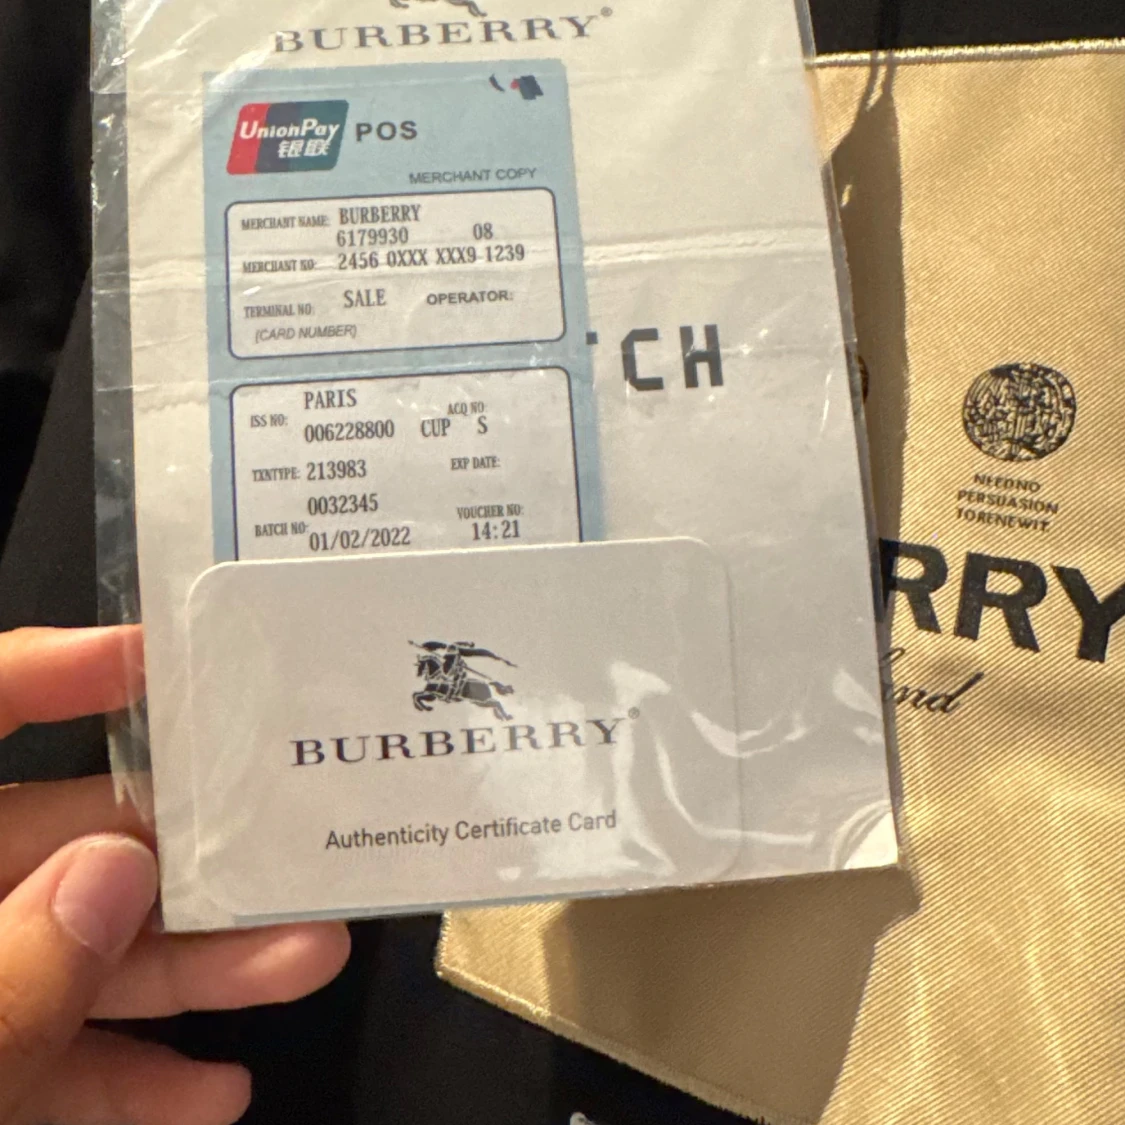 BURBERRY®
UnionPay POS
银联
MERCHANT COPY
MERCHANT NAME: BURBERRY
6179930 08
MERCHANT NO: 2456 0XXX XXX9 1239
TERMINAL NO: SALE OPERATOR:
(CARD NUMBER)
CH
PARIS
ISS NO: ACQ NO:
006228800 CUP S
TXNTYPE: 213983 EXP DATE:
0032345
BATCH NO: VOUCHER NO:
01/02/2022 14:21
BURBERRY®
Authenticity Certificate Card
NEED NO
PERSUASION
TO RENEW IT.
RRY